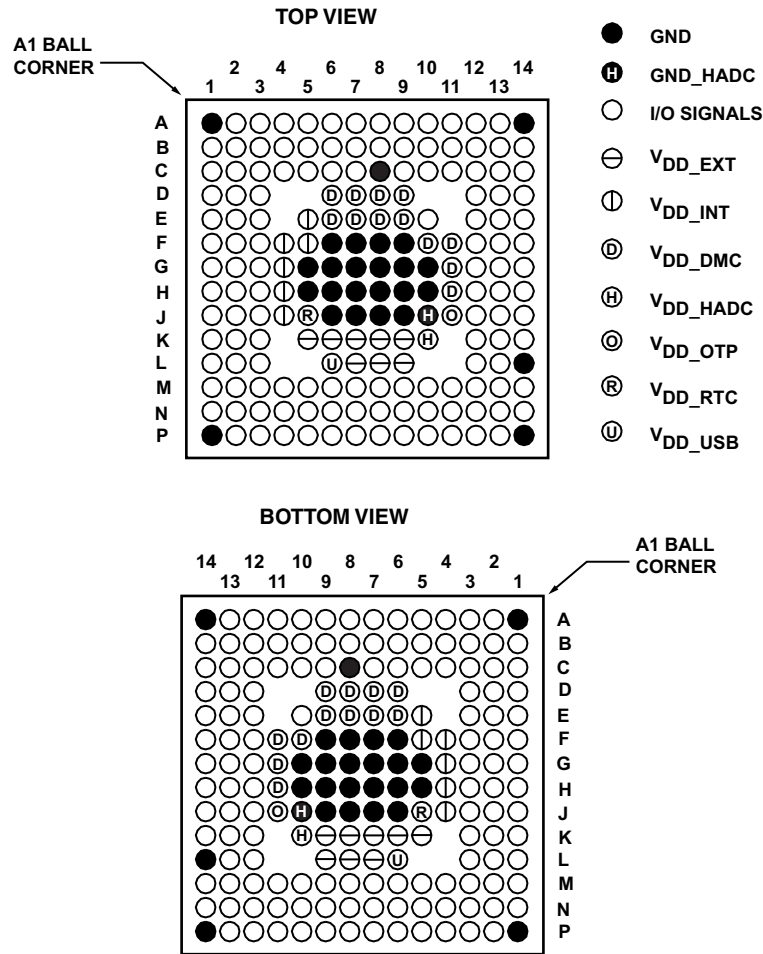 TOP VIEW
A1 BALL
CORNER
2 4 6 8 10 12 14
1 3 5 7 9 11 13
A
B
C
D D D D D
E D D D D
F D D
G D
H D
J R H O
K H
L U
M
N
P
GND
H GND_HADC
I/O SIGNALS
VDD_EXT
VDD_INT
D VDD_DMC
H VDD_HADC
O VDD_OTP
R VDD_RTC
U VDD_USB
BOTTOM VIEW
A1 BALL
CORNER
14 12 10 8 6 4 2
13 11 9 7 5 3 1
A
B
C
D D D D D
D D D D E
D D F
D G
D H
O H R J
H K
U L
M
N
P